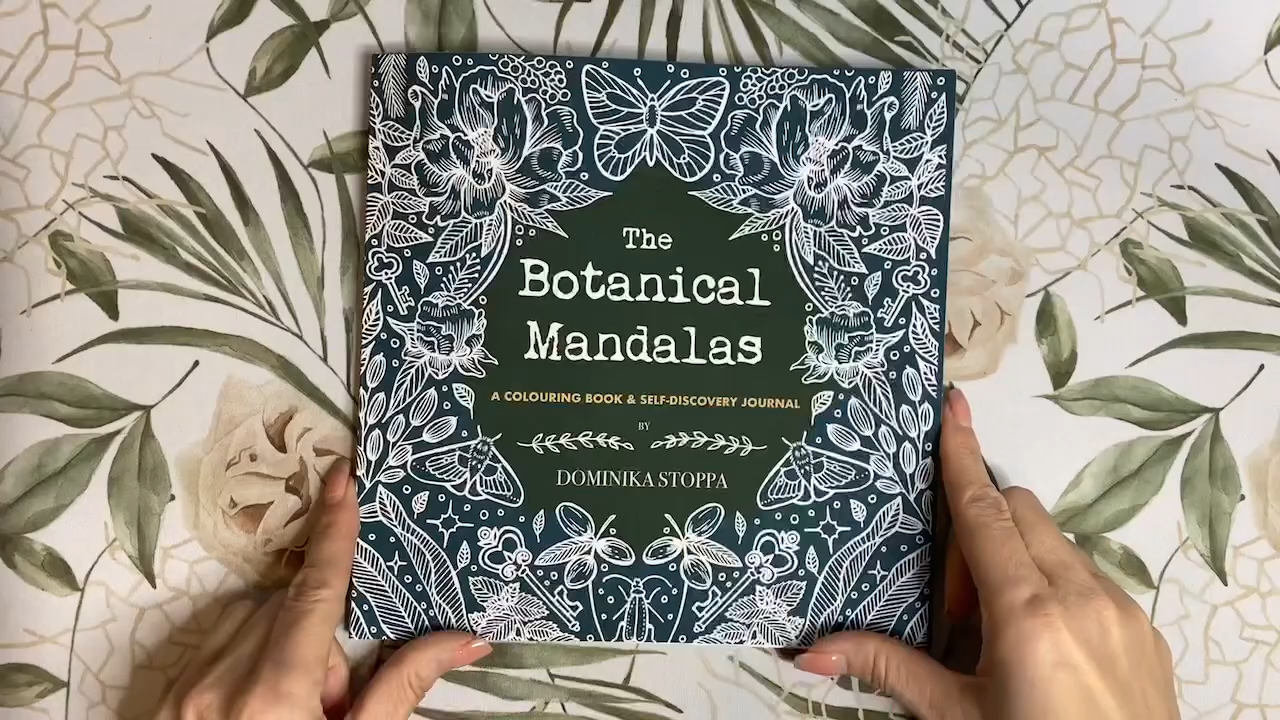 The
Botanical
Mandalas
A COLOURING BOOK & SELF-DISCOVERY JOURNAL
BY
DOMINIKA STOPPA